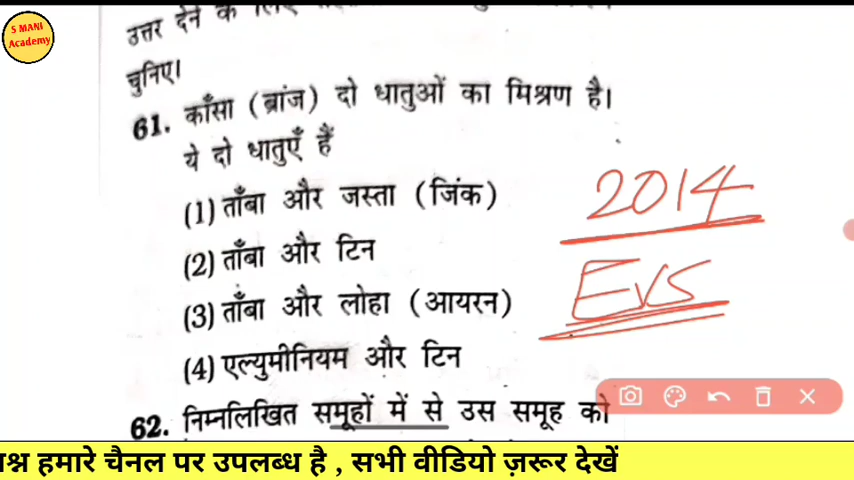 S MANI
Academy
उत्तर देने के लिए
चुनिए।
61. काँसा (ब्रांज) दो धातुओं का मिश्रण है।
ये दो धातुएँ हैं
(1) ताँबा और जस्ता (जिंक)
(2) ताँबा और टिन
(3) ताँबा और लोहा (आयरन)
(4) एल्युमीनियम और टिन
2014
Evs
62. निम्नलिखित समूहों में से उस समूह को
हमारे चैनल पर उपलब्ध है , सभी वीडियो ज़रूर देखें